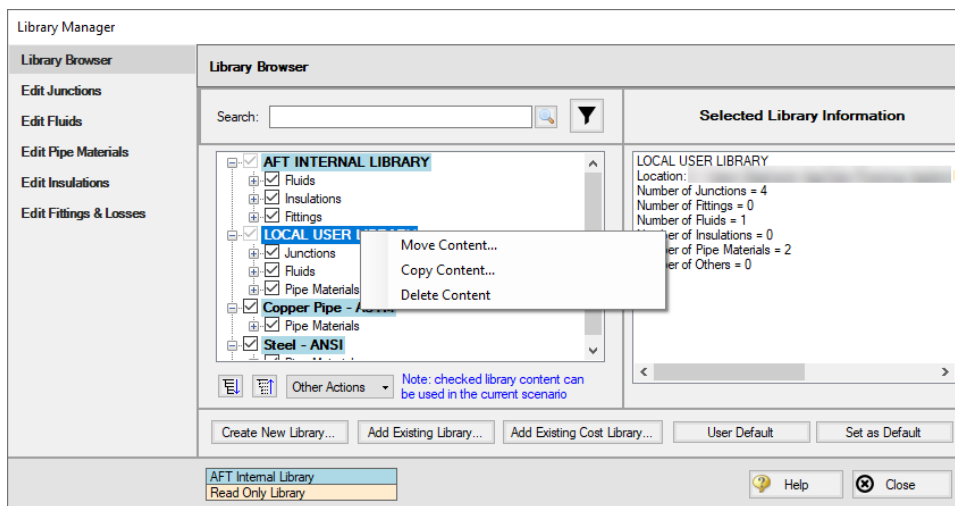 Library Manager
Library Browser
Edit Junctions
Edit Fluids
Edit Pipe Materials
Edit Insulations
Edit Fittings & Losses
Library Browser
Search:
AFT INTERNAL LIBRARY
Fluids
Insulations
Fittings
LOCAL USER
Junctions
Fluids
Pipe Materials
Copper Pipe -
Pipe Materials
Steel - ANSI
Move Content...
Copy Content...
Delete Content
Other Actions
Note: checked library content can
be used in the current scenario
Selected Library Information
LOCAL USER LIBRARY
Location:
Number of Junctions = 4
Number of Fittings = 0
Number of Fluids = 1
er of Insulations = 0
er of Pipe Materials = 2
er of Others = 0
Create New Library...
Add Existing Library...
Add Existing Cost Library...
User Default
Set as Default
AFT Internal Library
Read Only Library
Help
Close